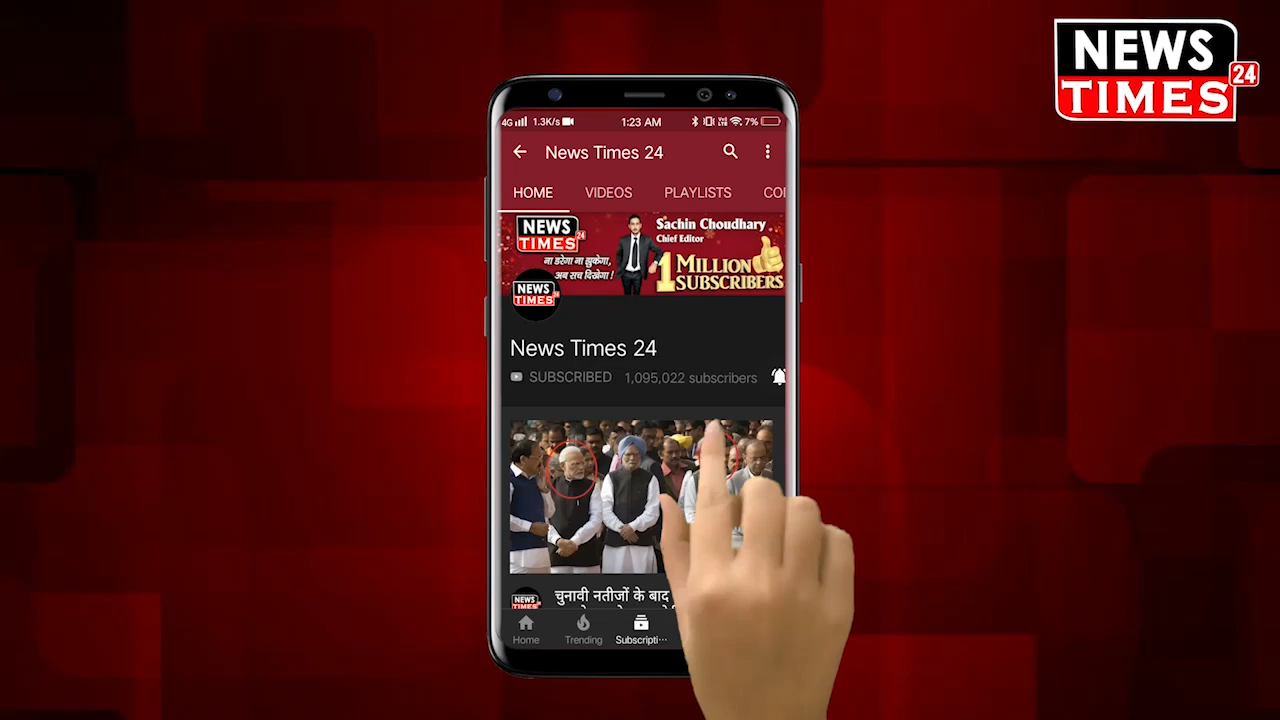 NEWS
TIMES
24
4G 1.3K/s 1:23 AM 7%
News Times 24
HOME VIDEOS PLAYLISTS
NEWS
TIMES
24
ना डरेगा ना झुकेगा,
अब सच दिखेगा !
Sachin Choudhary
Chief Editor
1 MILLION
SUBSCRIBERS
NEWS
TIMES
News Times 24
SUBSCRIBED 1,095,022 subscribers
NEWS
TIMES
चुनावी नतीजों के बाद
Home Trending Subscripti...